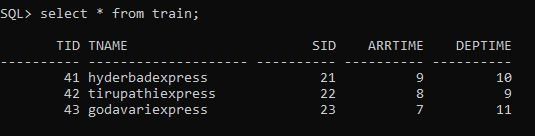 SQL> select * from train;
TID TNAME SID ARRTIME DEPTIME
---------- -------------------- ---------- ---------- ----------
41 hyderbadexpress 21 9 10
42 tirupathiexpress 22 8 9
43 godavariexpress 23 7 11